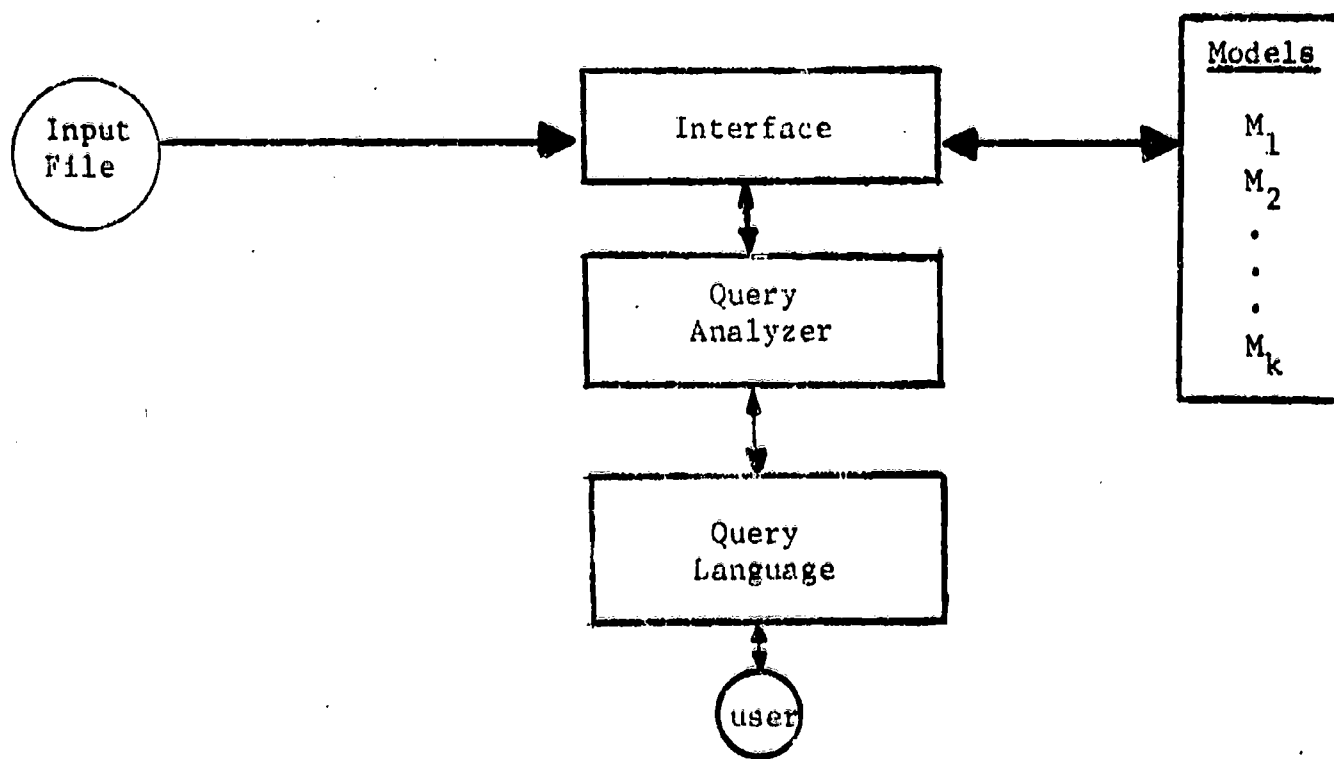 Input
File
Interface
Models
M1
M2
.
.
.
Mk
Query
Analyzer
Query
Language
user